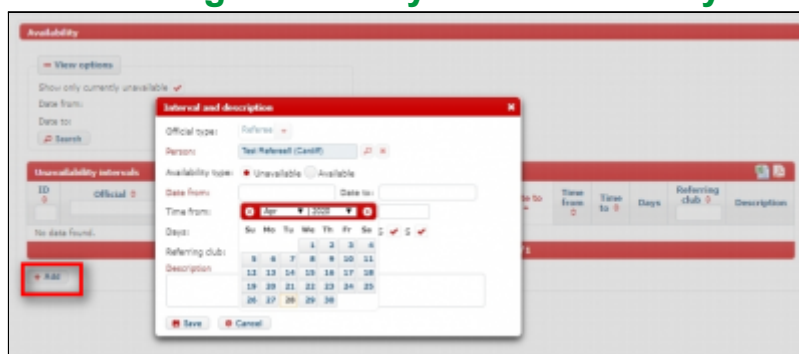 Availability
View options
Show only currently unavailable
Date from:
Date to:
Search
Interval and description
Official type: Referee
Person: Test Referee8 (Cardiff)
Availability type: Unavailable Available
Date from: Date to:
Time from: Apr 2020
Days: Su Mo Tu We Th Fr Sa S S
1 2 3 4
Referring club: 5 6 7 8 9 10 11
Description 12 13 14 15 16 17 18
19 20 21 22 23 24 25
26 27 28 29 30
Save Cancel
Unavailability intervals
ID Official Time from Time to Days Referring club Description
No data found.
Add